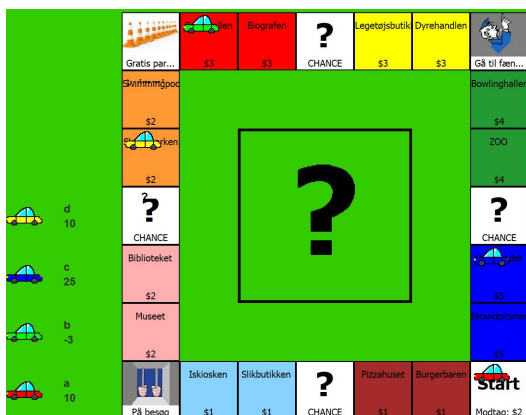 Gratis par...
$3
Biografen
$3
?
CHANCE
Legetøjsbutik
$3
Dyrehandlen
$3
Gå til fæn...
$2
Bowlinghaller
$4
$2
ZOO
$4
?
CHANCE
?
CHANCE
?
d
10
c
25
b
-3
a
10
Biblioteket
$2
$5
Museet
$2
Strandprome
$5
På besøg
Iskiosken
$1
Slikbutikken
$1
?
CHANCE
Pizzahuset
$1
Burgerbaren
$1
Start
Modtag: $2